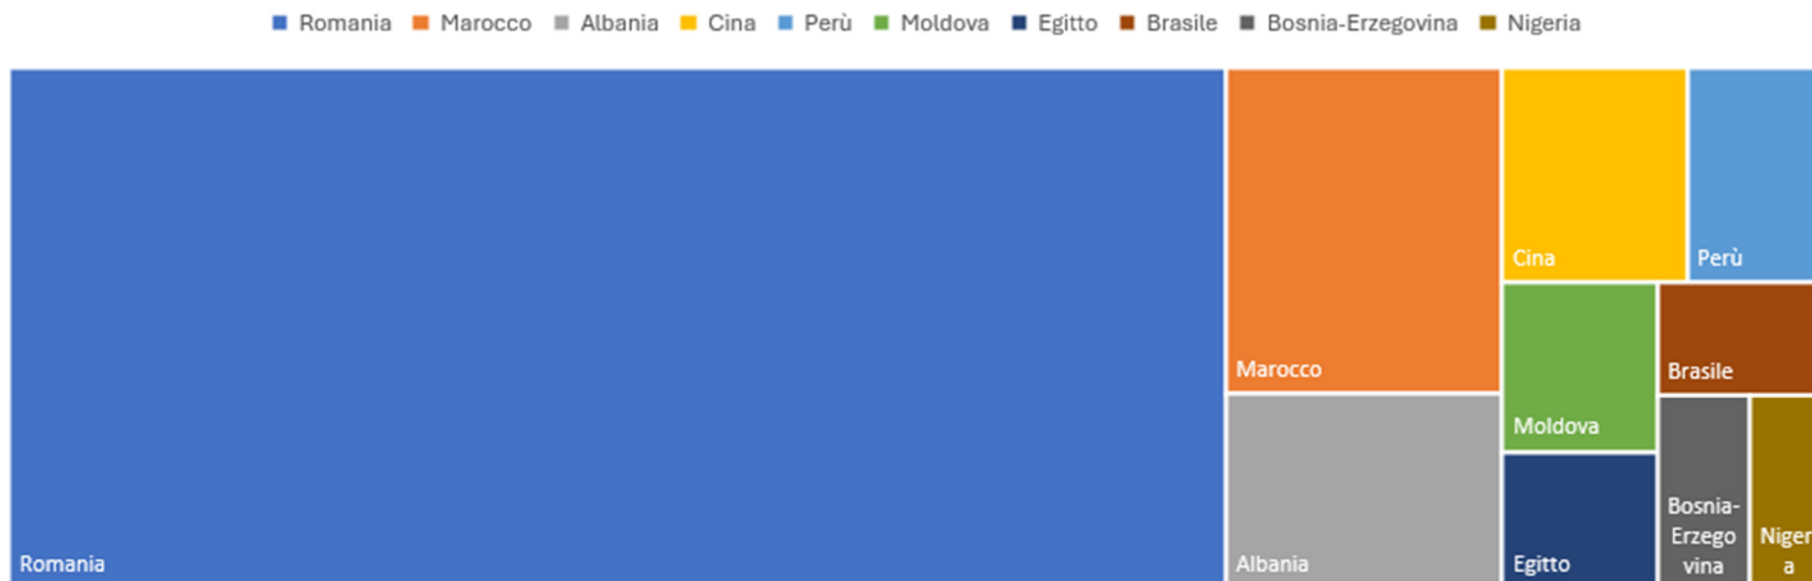 Romania Marocco Albania Cina Perù Moldova Egitto Brasile Bosnia-Erzegovina Nigeria
Cina
Perù
Marocco
Brasile
Moldova
Romania
Albania
Egitto
Bosnia-
Erzego
vina
Niger
a